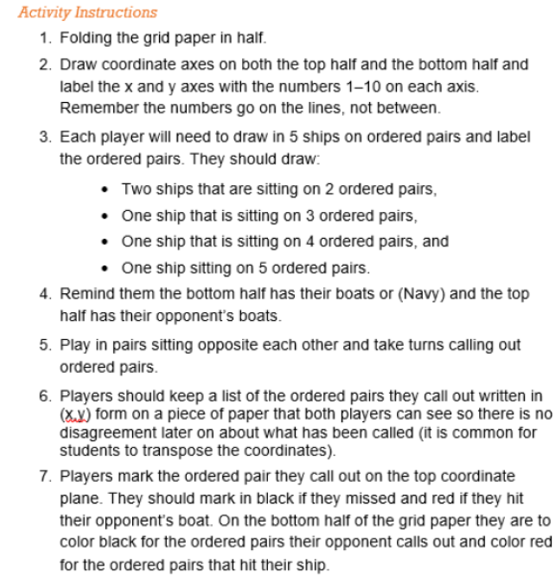 Activity Instructions
1. Folding the grid paper in half.
2. Draw coordinate axes on both the top half and the bottom half and
label the x and y axes with the numbers 1–10 on each axis.
Remember the numbers go on the lines, not between.
3. Each player will need to draw in 5 ships on ordered pairs and label
the ordered pairs. They should draw:
• Two ships that are sitting on 2 ordered pairs,
• One ship that is sitting on 3 ordered pairs,
• One ship that is sitting on 4 ordered pairs, and
• One ship sitting on 5 ordered pairs.
4. Remind them the bottom half has their boats or (Navy) and the top
half has their opponent's boats.
5. Play in pairs sitting opposite each other and take turns calling out
ordered pairs.
6. Players should keep a list of the ordered pairs they call out written in
(x,y) form on a piece of paper that both players can see so there is no
disagreement later on about what has been called (it is common for
students to transpose the coordinates).
7. Players mark the ordered pair they call out on the top coordinate
plane. They should mark in black if they missed and red if they hit
their opponent's boat. On the bottom half of the grid paper they are to
color black for the ordered pairs their opponent calls out and color red
for the ordered pairs that hit their ship.